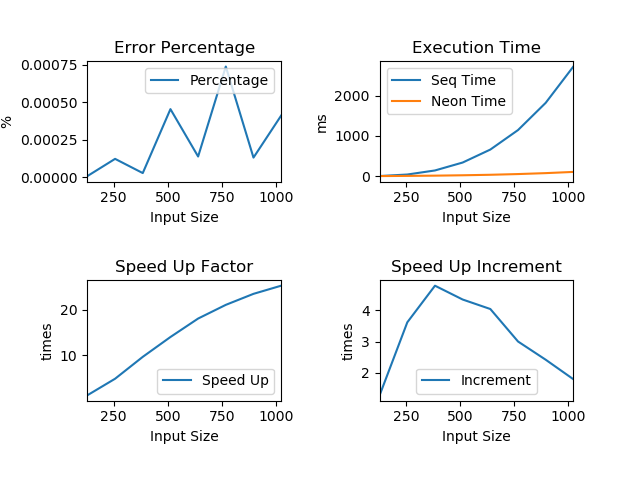 Error Percentage
0.00075
0.00050
0.00025
0.00000
%
Percentage
250
500
750
1000
Input Size
Execution Time
2000
1000
0
ms
Seq Time
Neon Time
250
500
750
1000
Input Size
Speed Up Factor
20
10
times
Speed Up
250
500
750
1000
Input Size
Speed Up Increment
4
3
2
times
Increment
250
500
750
1000
Input Size